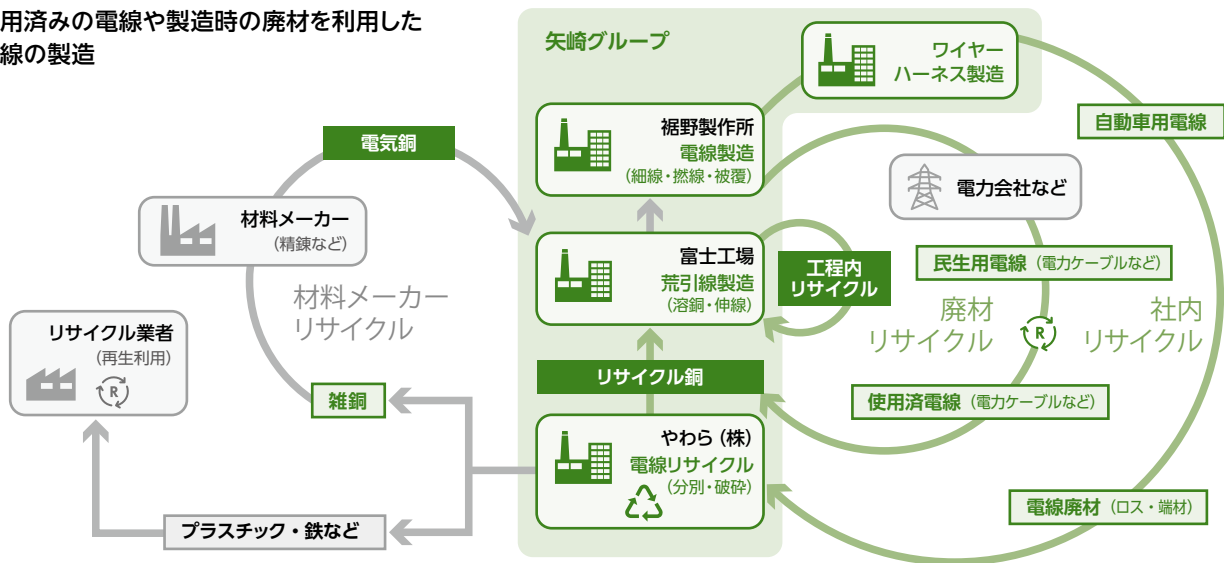 用済みの電線や製造時の廃材を利用した
線の製造
矢崎グループ
ワイヤー
ハーネス製造
自動車用電線
裾野製作所
電線製造
(細線・撚線・被覆)
電気銅
電力会社など
材料メーカー
(精錬など)
富士工場
荒引線製造
(溶銅・伸線)
工程内
リサイクル
民生用電線(電力ケーブルなど)
材料メーカー
リサイクル
廃材
リサイクル
R
社内
リサイクル
リサイクル業者
(再生利用)
R
リサイクル銅
雑銅
使用済電線(電力ケーブルなど)
やわら(株)
電線リサイクル
(分別・破砕)
電線廃材(ロス・端材)
プラスチック・鉄など